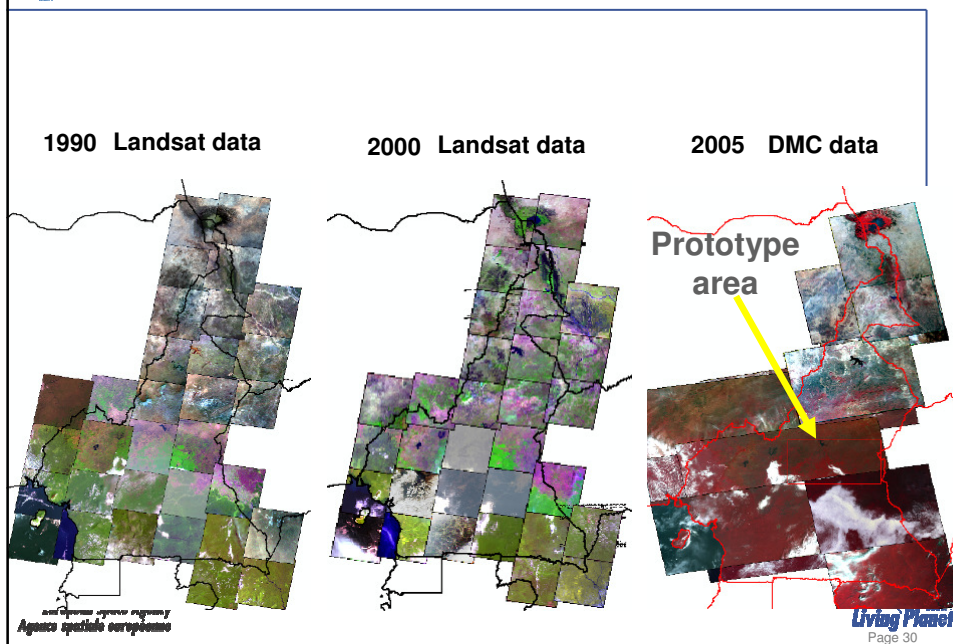 1990 Landsat data
2000 Landsat data
2005 DMC data
Prototype
area
Agence spatiale européenne
Living Planet
Page 30